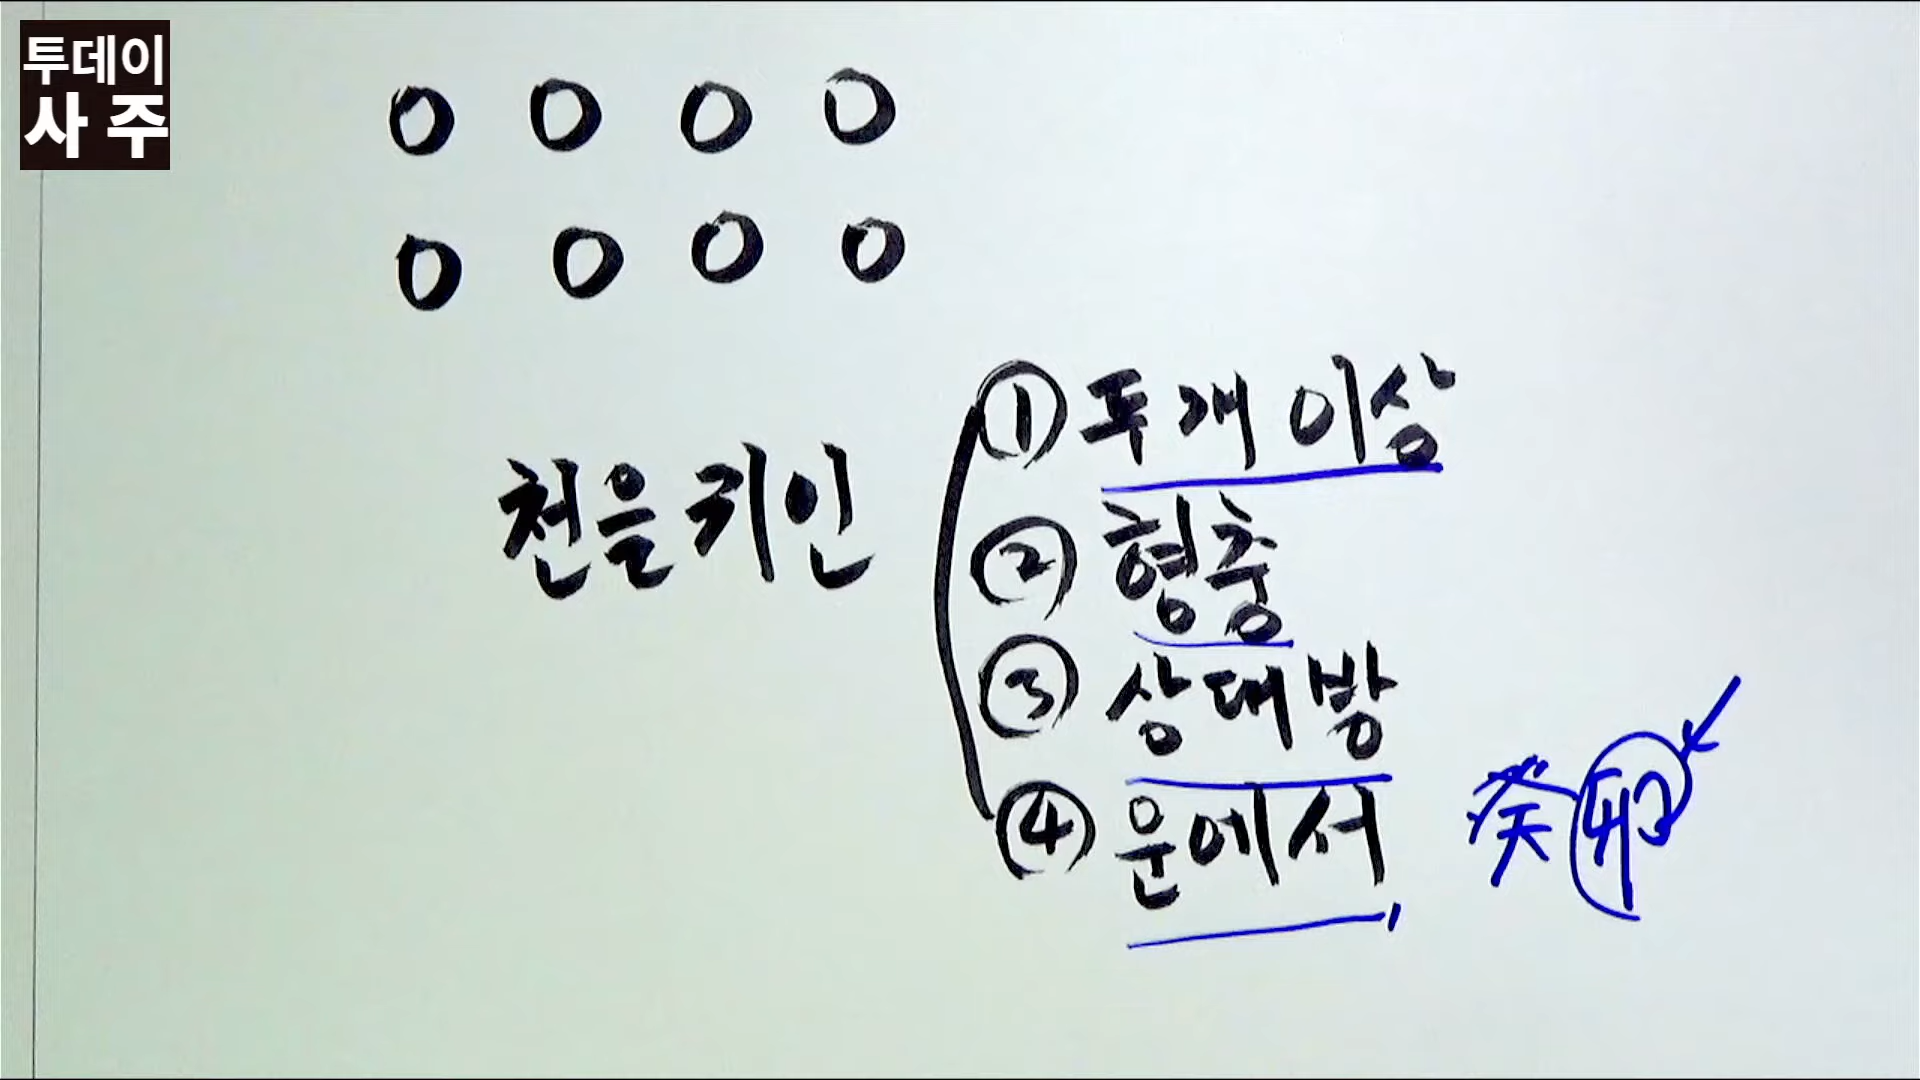 투데이
사주
O O O O
O O O O
천을귀인
① 두개 이상
② 형충
③ 상대방
④ 운에서
癸卯